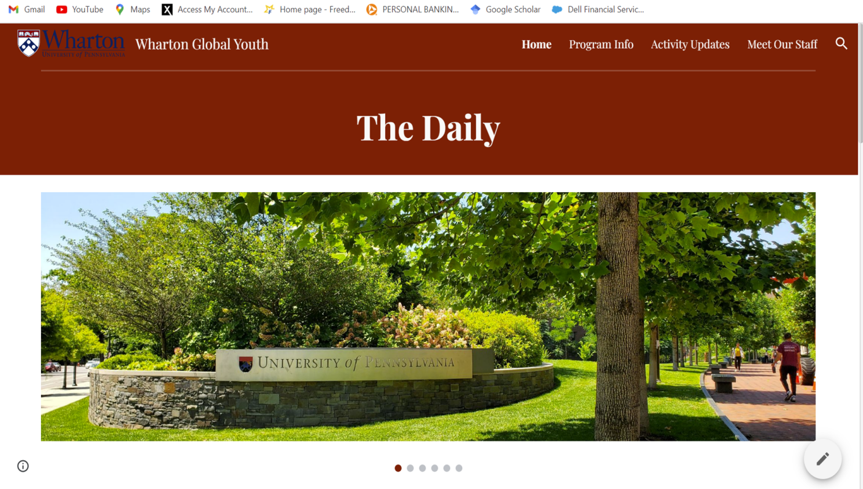 Gmail YouTube Maps Access My Account... Home page - Freed... PERSONAL BANKIN... Google Scholar Dell Financial Servic...
Wharton Wharton Global Youth Home Program Info Activity Updates Meet Our Staff
University of Pennsylvania
The Daily
UNIVERSITY of PENNSYLVANIA